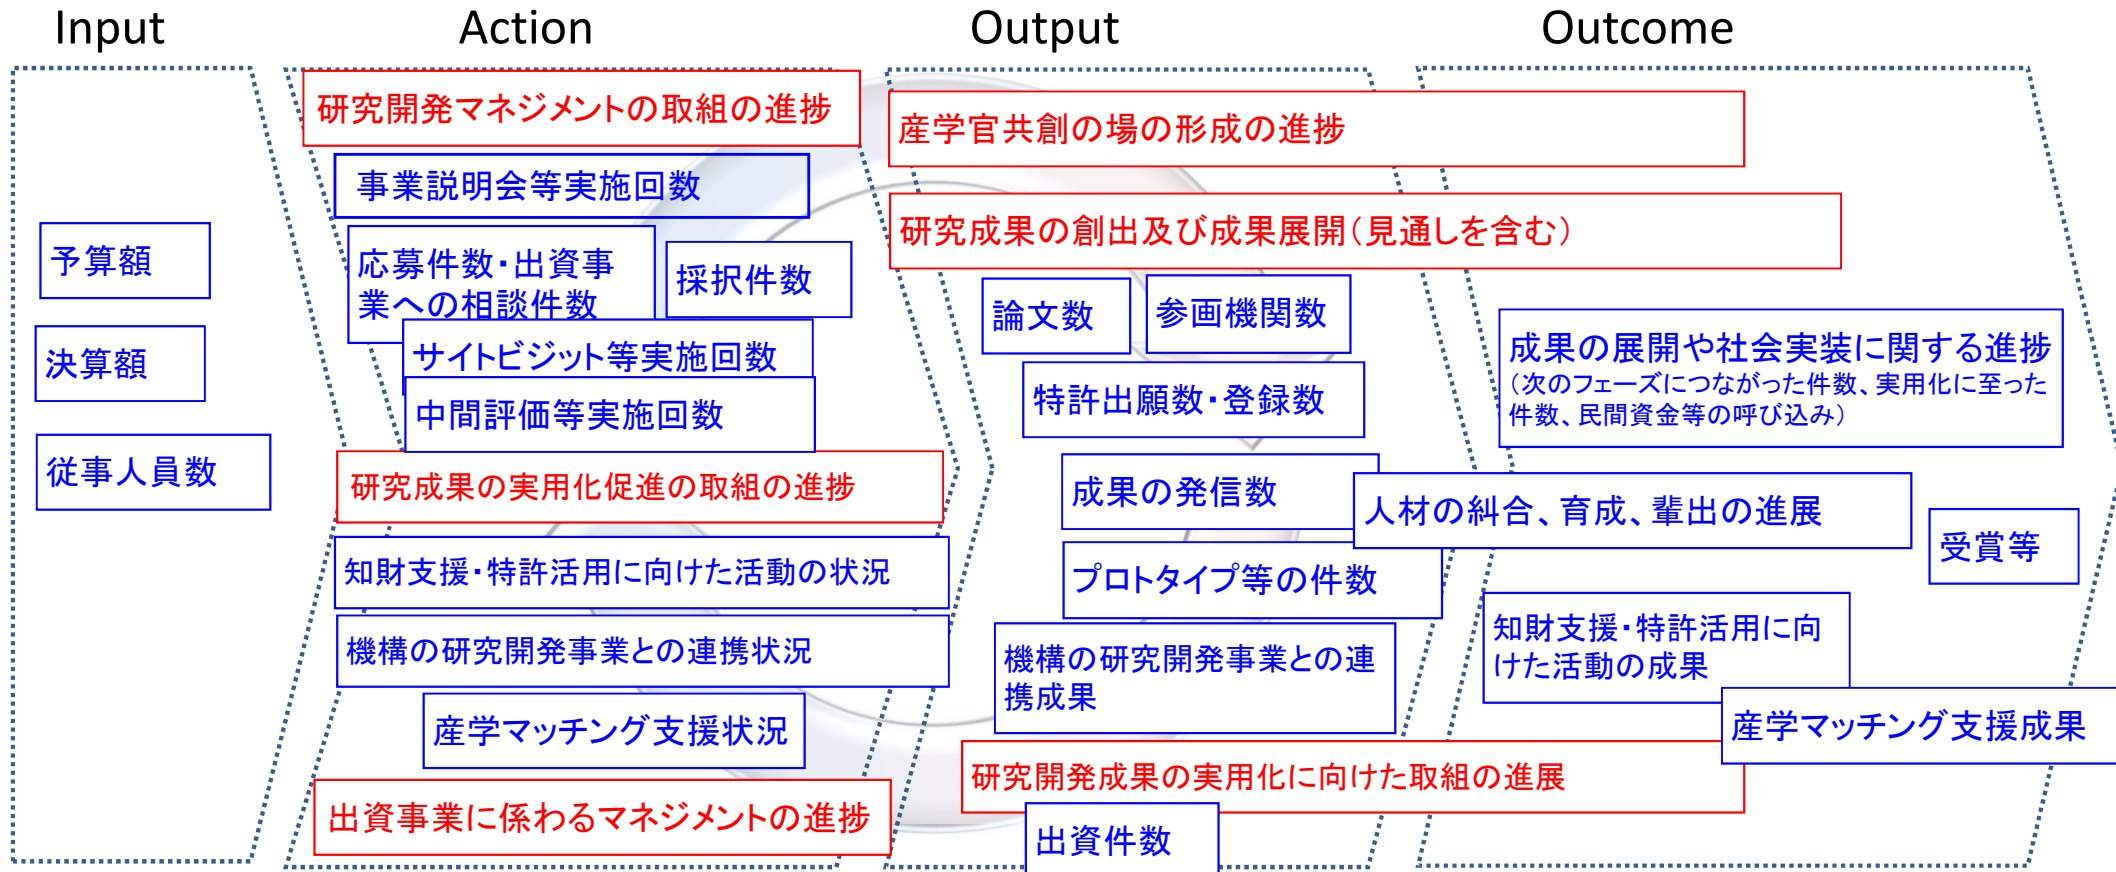 Input
Action
Output
Outcome
予算額
決算額
従事人員数
研究開発マネジメントの取組の進捗
事業説明会等実施回数
応募件数・出資事
業への相談件数
採択件数
サイトビジット等実施回数
中間評価等実施回数
研究成果の実用化促進の取組の進捗
知財支援・特許活用に向けた活動の状況
機構の研究開発事業との連携状況
産学マッチング支援状況
出資事業に係わるマネジメントの進捗
産学官共創の場の形成の進捗
研究成果の創出及び成果展開(見通しを含む)
論文数
参画機関数
特許出願数・登録数
成果の発信数
プロトタイプ等の件数
機構の研究開発事業との連
携成果
研究開発成果の実用化に向けた取組の進展
出資件数
成果の展開や社会実装に関する進捗
(次のフェーズにつながった件数、実用化に至った
件数、民間資金等の呼び込み)
人材の糾合、育成、輩出の進展
受賞等
知財支援・特許活用に向
けた活動の成果
産学マッチング支援成果